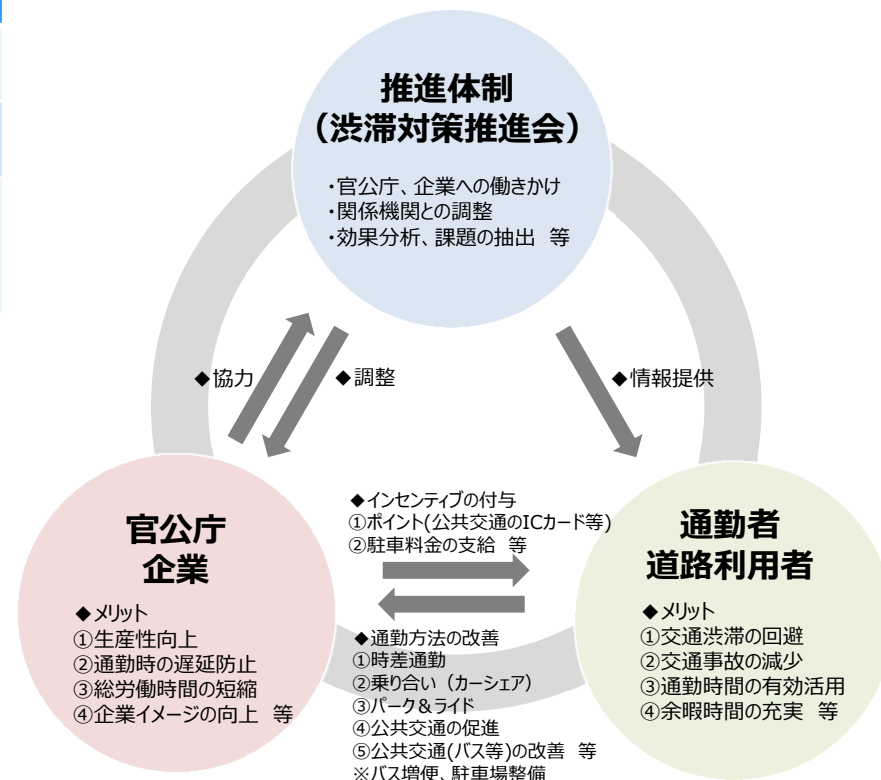 推進体制
（渋滞対策推進会）
・官公庁、企業への働きかけ
・関係機関との調整
・効果分析、課題の抽出　等
◆協力
◆調整
◆情報提供
官公庁
企業
◆メリット
①生産性向上
②通勤時の遅延防止
③総労働時間の短縮
④企業イメージの向上　等
◆インセンティブの付与
①ポイント(公共交通のICカード等)
②駐車料金の支給　等
◆通勤方法の改善
①時差通勤
②乗り合い（カーシェア）
③パーク＆ライド
④公共交通の促進
⑤公共交通(バス等)の改善　等
※バス増便、駐車場整備
通勤者
道路利用者
◆メリット
①交通渋滞の回避
②交通事故の減少
③通勤時間の有効活用
④余暇時間の充実　等